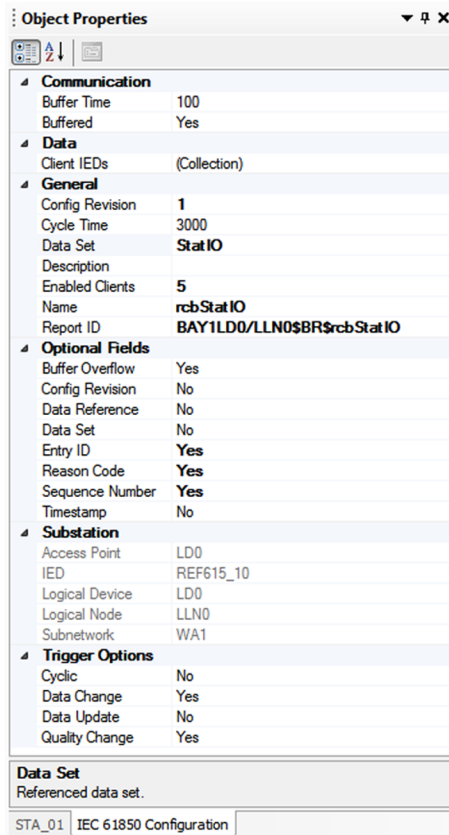 Object Properties
Communication
Buffer Time 100
Buffered Yes
Data
Client IEDs (Collection)
General
Config Revision 1
Cycle Time 3000
Data Set StatIO
Description
Enabled Clients 5
Name rcbStatIO
Report ID BAY1LD0/LLN0$BR$rcbStatIO
Optional Fields
Buffer Overflow Yes
Config Revision No
Data Reference No
Data Set No
Entry ID Yes
Reason Code Yes
Sequence Number Yes
Timestamp No
Substation
Access Point LD0
IED REF615_10
Logical Device LD0
Logical Node LLN0
Subnetwork WA1
Trigger Options
Cyclic No
Data Change Yes
Data Update No
Quality Change Yes
Data Set
Referenced data set.
STA_01 IEC 61850 Configuration